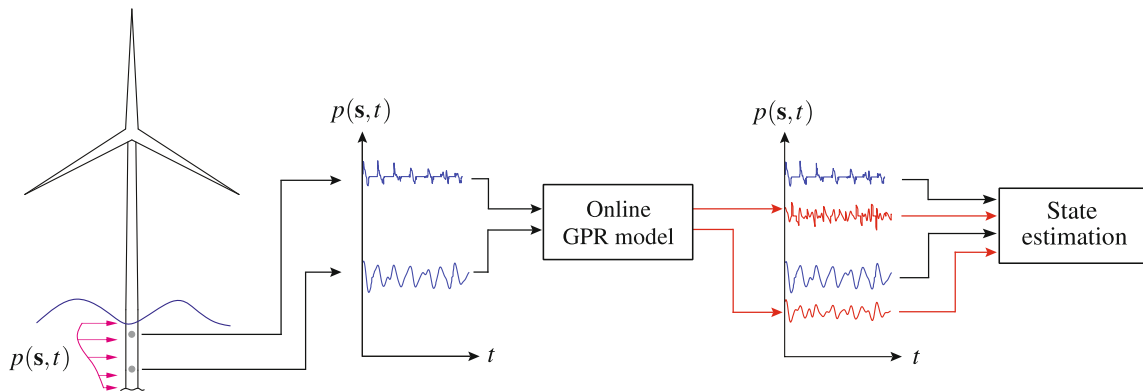 p(s,t)
p(s,t)
t
Online
GPR model
p(s,t)
t
State
estimation